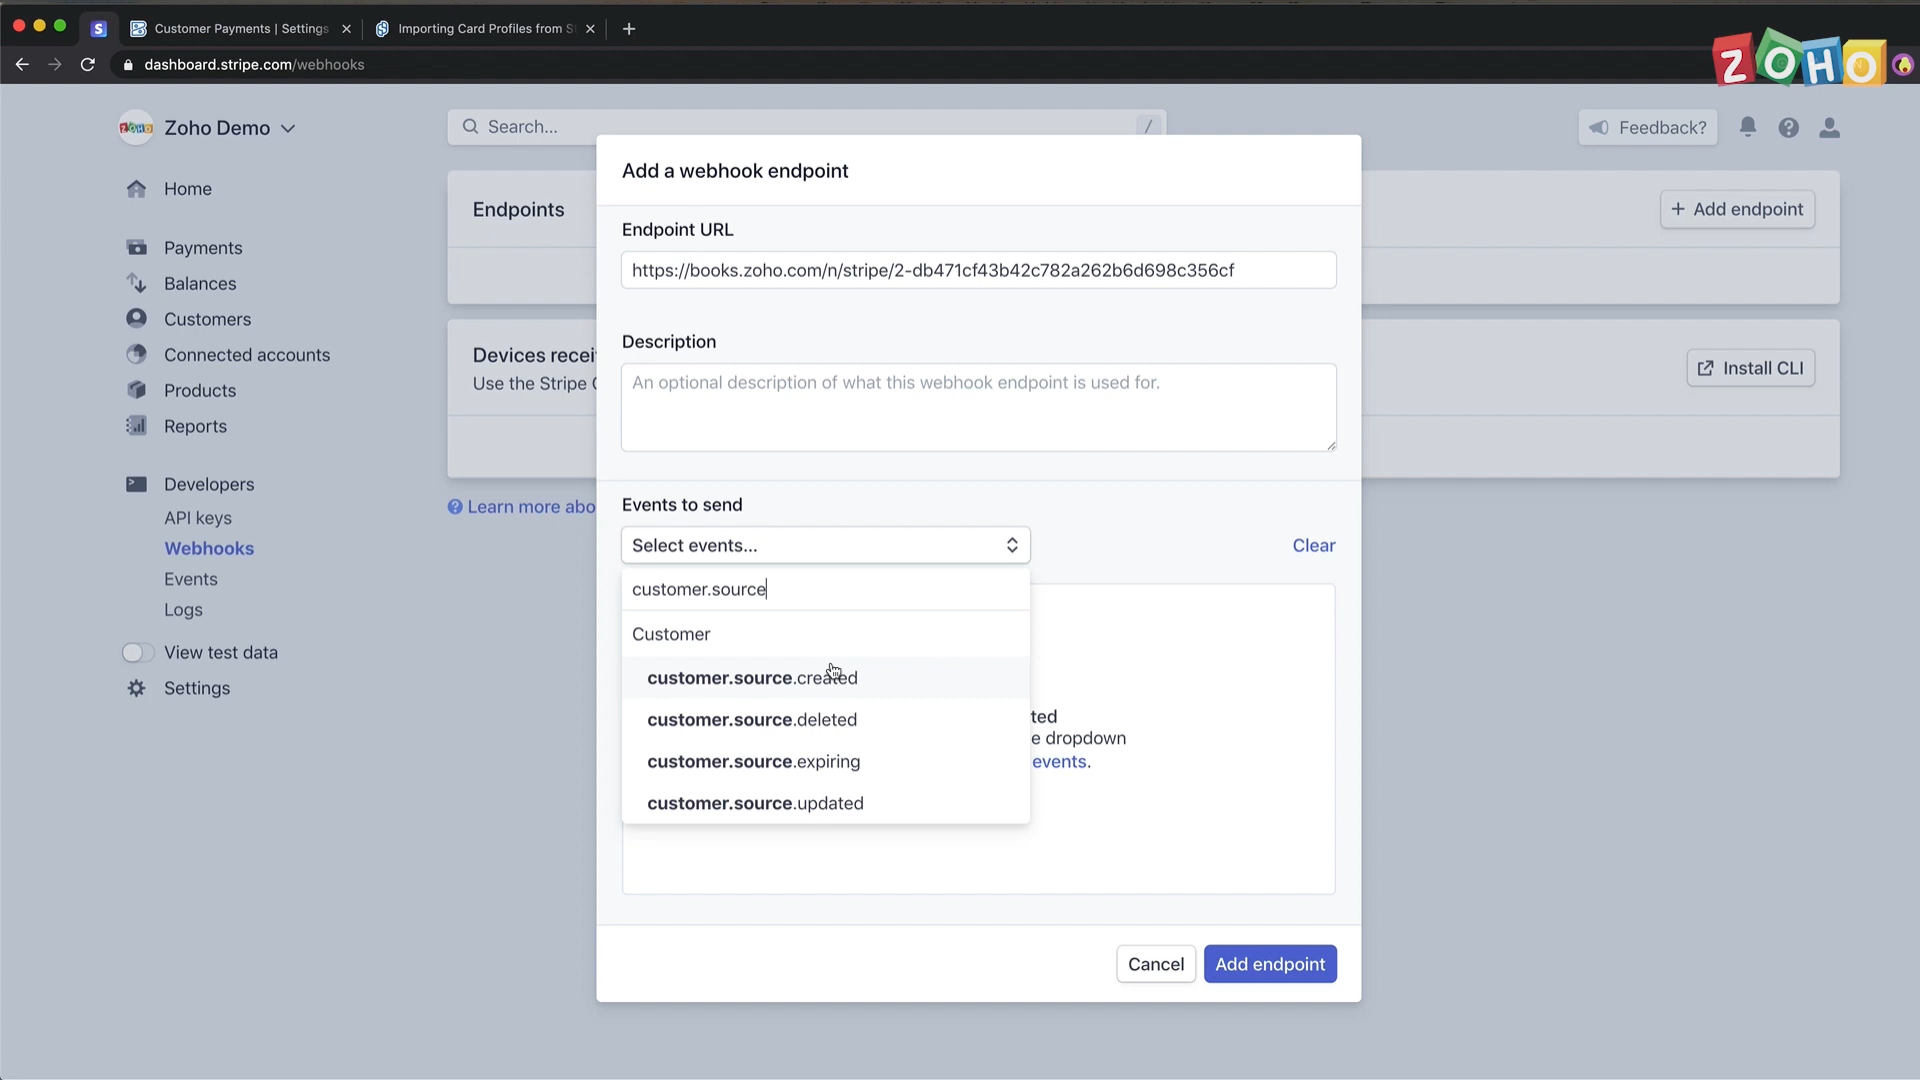 Customer Payments | Settings
Importing Card Profiles from S
dashboard.stripe.com/webhooks
ZOHO
ZOHO
Zoho Demo
Search...
/
Feedback?
Home
Payments
Balances
Customers
Connected accounts
Products
Reports
Developers
API keys
Webhooks
Events
Logs
View test data
Settings
Endpoints
+ Add endpoint
Devices recei
Use the Stripe C
Install CLI
Learn more abo
Add a webhook endpoint
Endpoint URL
https://books.zoho.com/n/stripe/2-db471cf43b42c782a262b6d698c356cf
Description
An optional description of what this webhook endpoint is used for.
Events to send
Select events...
Clear
customer.source
Customer
customer.source.created
customer.source.deleted
customer.source.expiring
customer.source.updated
ted
e dropdown
events.
Cancel
Add endpoint